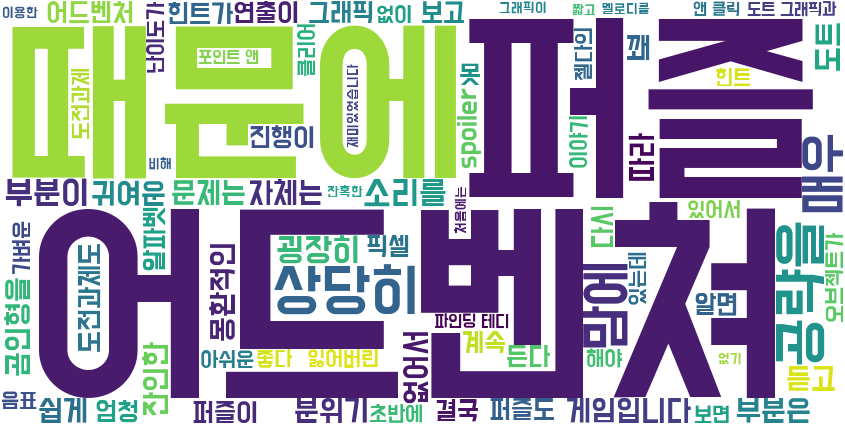 이용한 어드벤처 난이도가 힌트가 연출이 그래픽 없이 보고 그래픽이 짧고 멜로디를 앤 클릭 도트 그래픽과
때문에 퍼즐
포인트 앤 클리어 젤다의 꽤 도트
도전과제 재미있었습니다 못 힌트
진행이 spoiler 이야기 따라 매우
비해
부분이 귀여운 문제는 자체는 잔혹한 소리를 처음에는 있어서
어드벤쳐
가벼운 알파벳 굉장히 픽셀 다시 공략을
도전과제도 몽환적인 상당히 맘에 있는데 오브젝트가
곰인형을 파인딩 테디 알면
잔인한 아쉬운 좋다 잃어버린 계속 든다 해야 없기
없어서 듣고
음표 쉽게 엄청 퍼즐이 분위기 초반에 결국 퍼즐도 게임입니다 보면 부분은